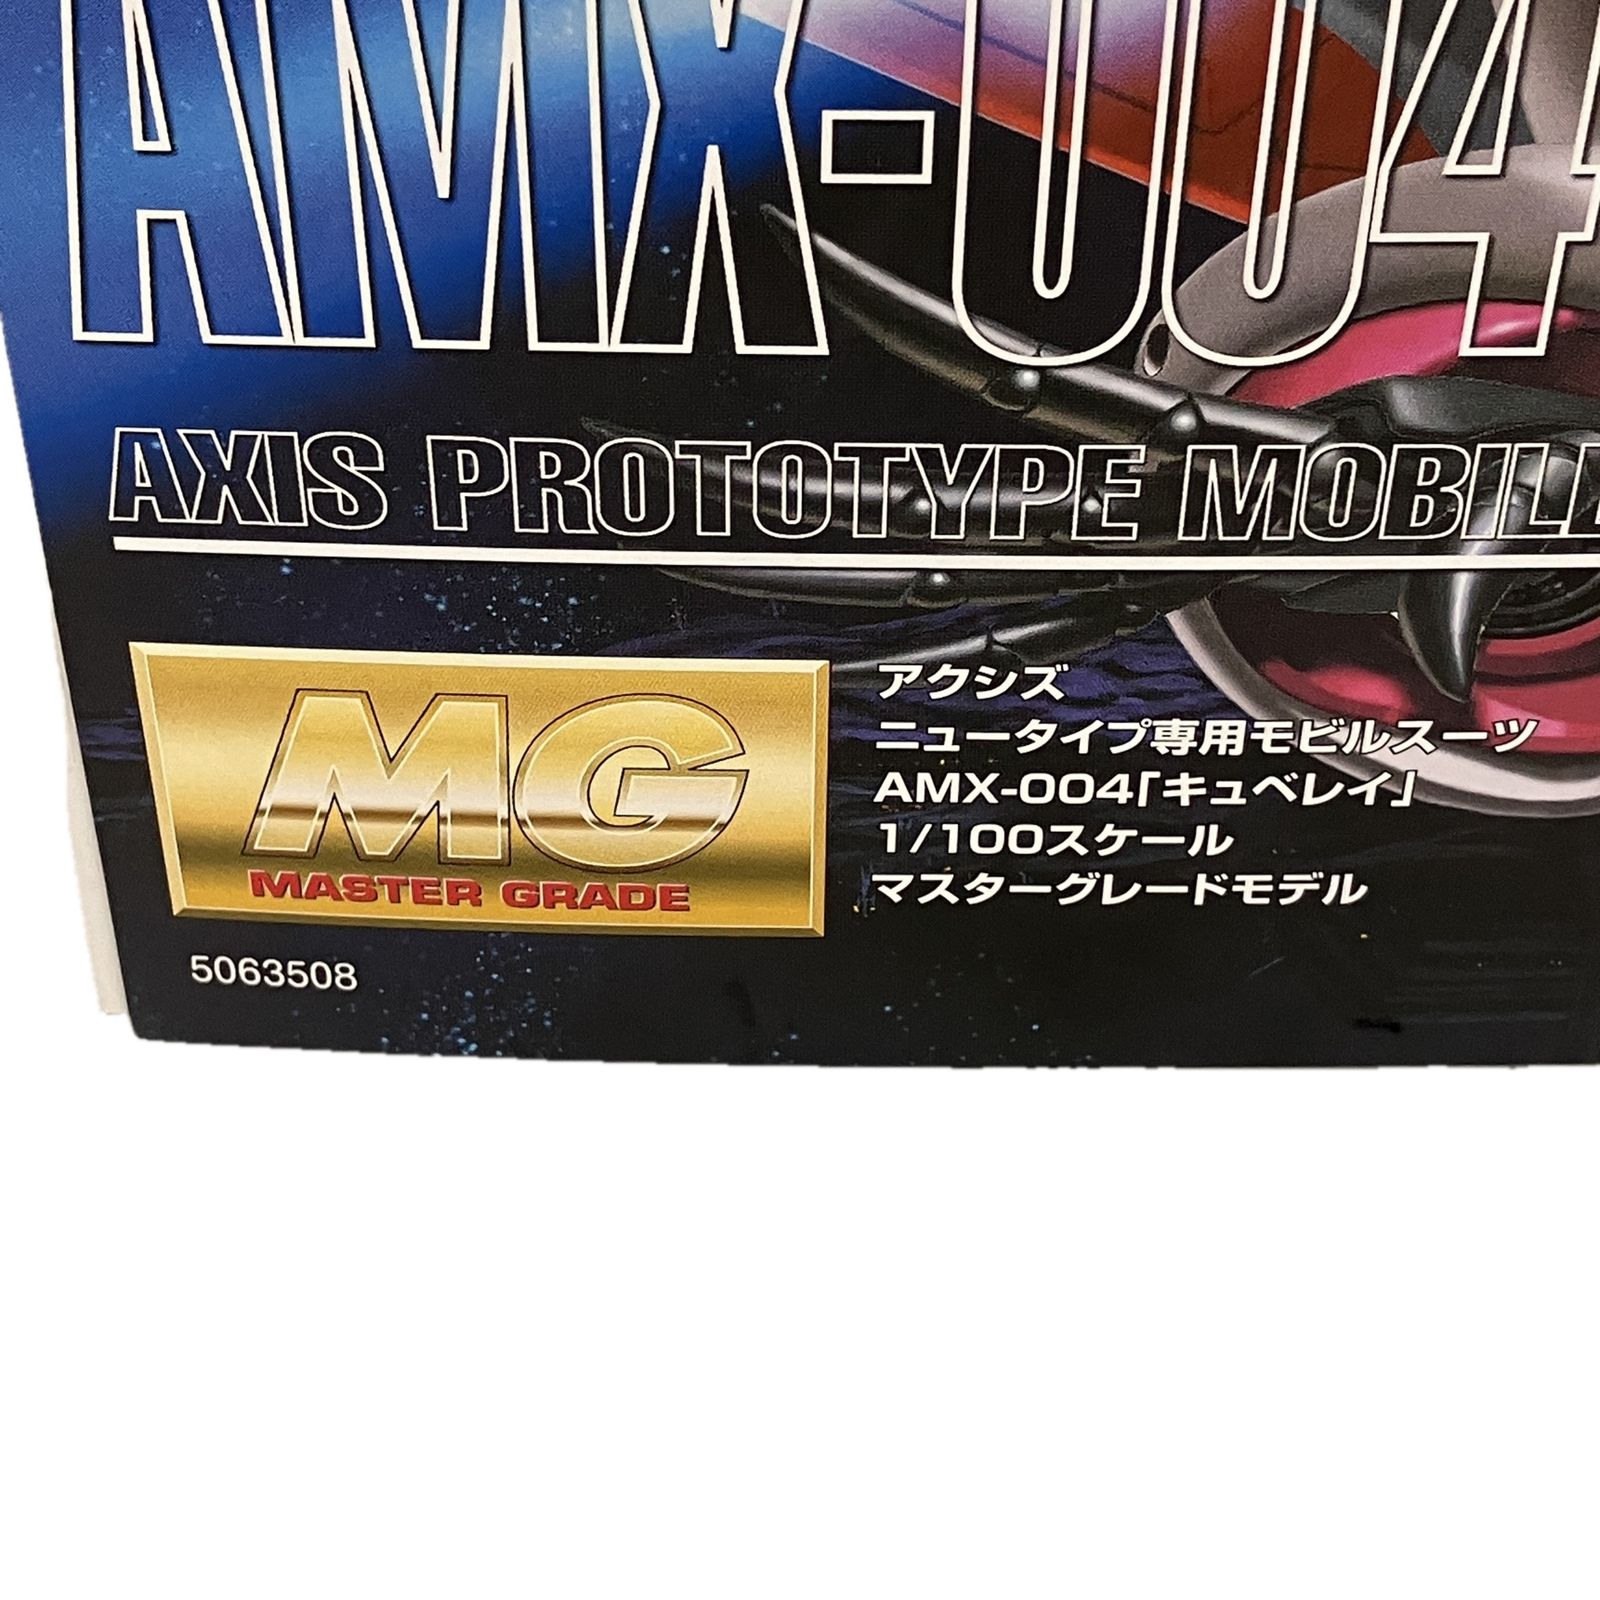 AMX-004
AXIS PROTOTYPE MOBIL
MG
MASTER GRADE
アクシズ
ニュータイプ専用モビルスーツ
AMX-004「キュベレイ」
1/100スケール
マスターグレードモデル
5063508